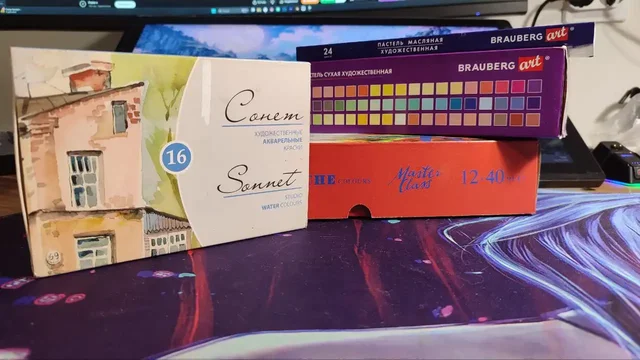 Сонет
ХУДОЖЕСТВЕННЫЕ
АКВАРЕЛЬНЫЕ
КРАСКИ
16
Sonnet
STUDIO
WATER COLOURS
24
ПАСТЕЛЬ МАСЛЯНАЯ
ХУДОЖЕСТВЕННАЯ
BRAUBERG art®
СУХАЯ ХУДОЖЕСТВЕННАЯ
BRAUBERG art®
Master
Class
12-40